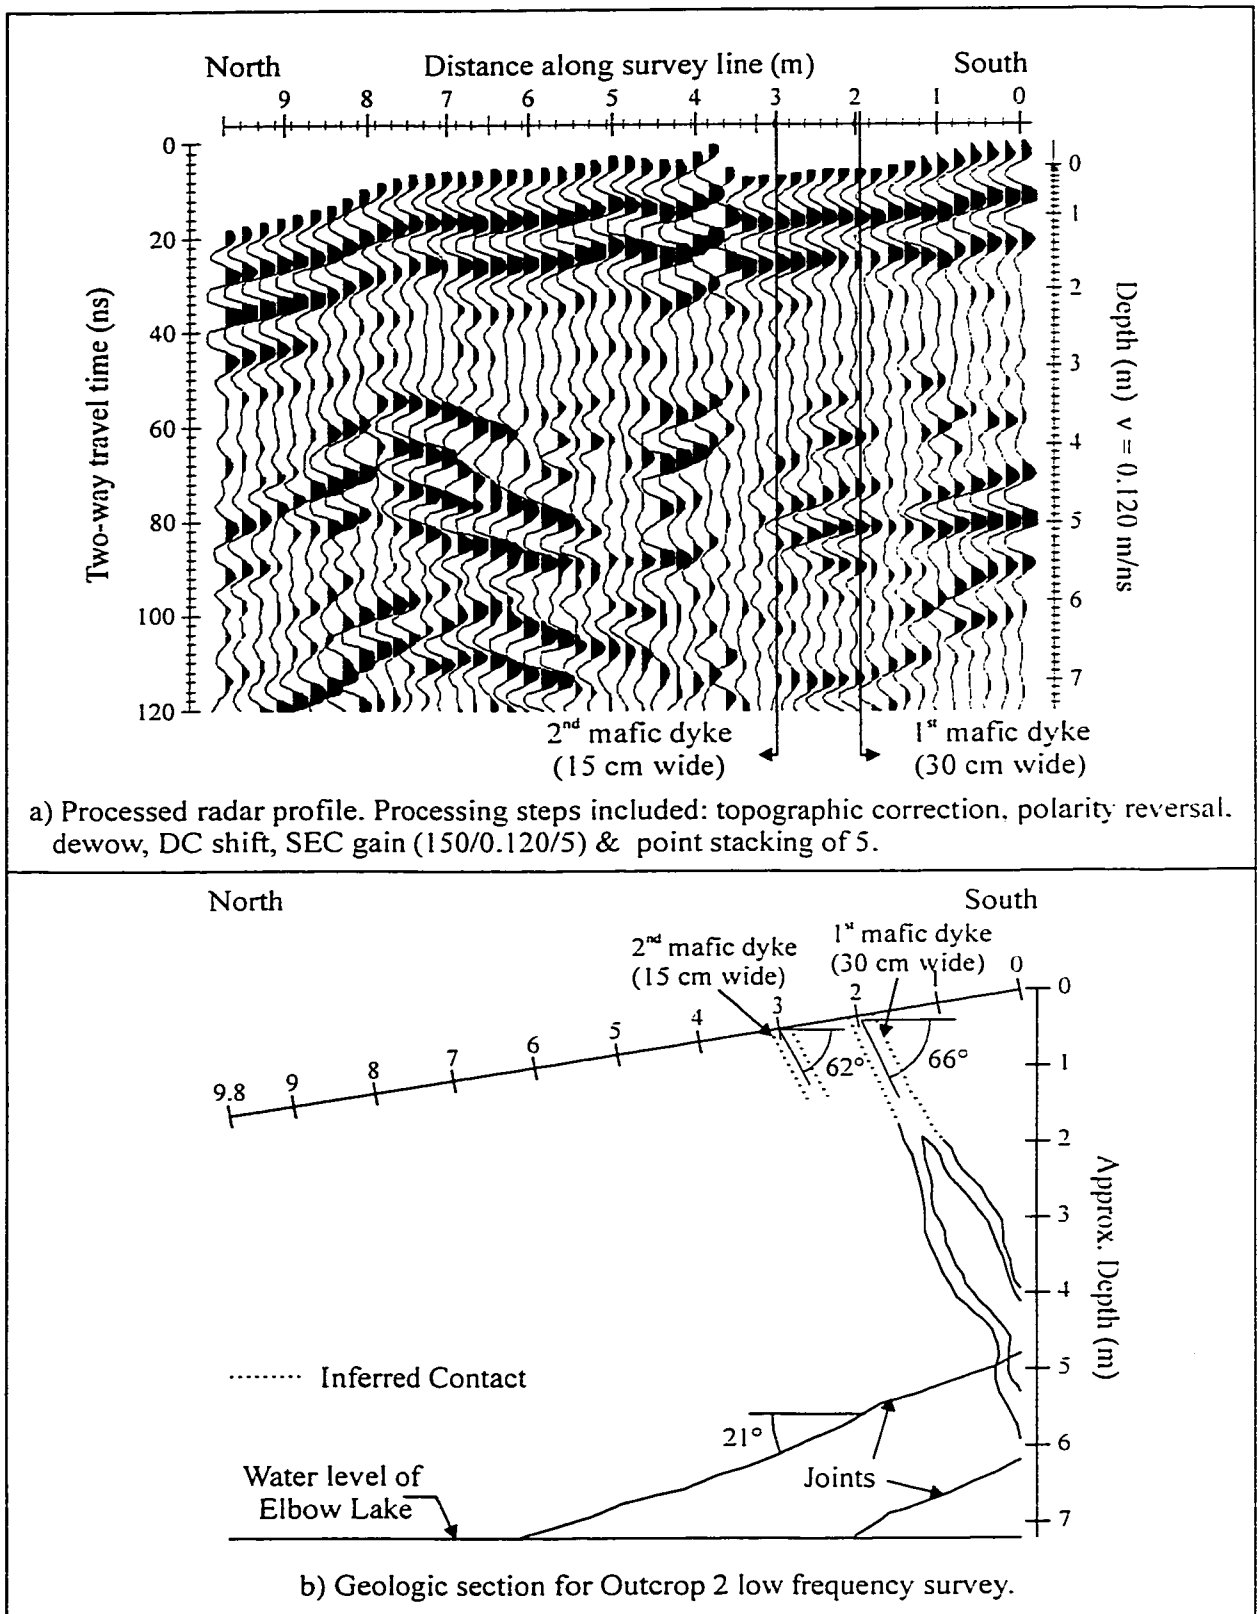 North Distance along survey line (m) South
9 8 7 6 5 4 3 2 1 0
Two-way travel time (ns)
0
20
40
60
80
100
120
0
1
2
3
4
5
6
7
Depth (m) v = 0.120 m/ns
2nd mafic dyke
(15 cm wide)
1st mafic dyke
(30 cm wide)
a) Processed radar profile. Processing steps included: topographic correction, polarity reversal.
dewow, DC shift, SEC gain (150/0.120/5) & point stacking of 5.
North South
2nd mafic dyke
(15 cm wide)
1st mafic dyke
(30 cm wide)
9.8 9 8 7 6 5 4 3 2 1 0
62°
66°
0
1
2
3
4
5
6
7
Approx. Depth (m)
Inferred Contact
21°
Joints
Water level of
Elbow Lake
b) Geologic section for Outcrop 2 low frequency survey.